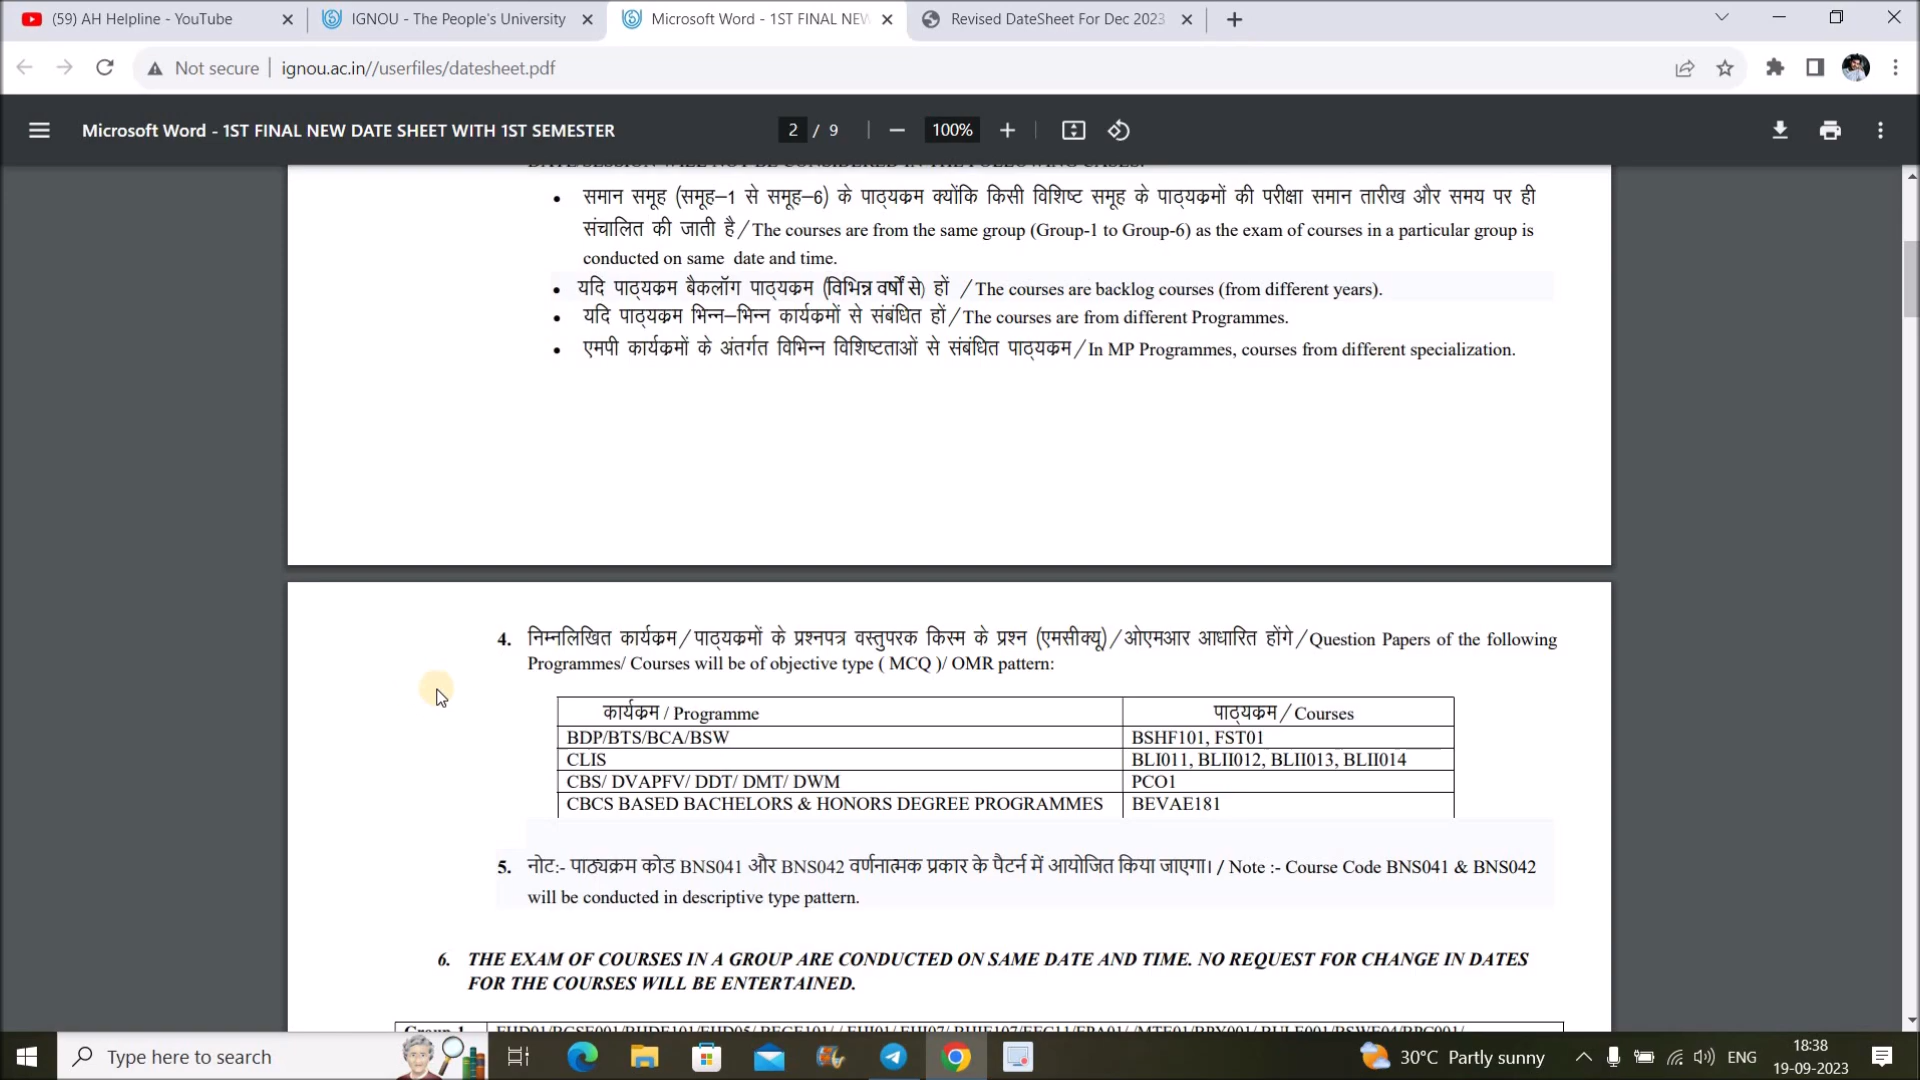 (59) AH Helpline - YouTube
IGNOU - The People's University
Microsoft Word - 1ST FINAL NEW
Revised DateSheet For Dec 2023
Not secure
ignou.ac.in//userfiles/datesheet.pdf
Microsoft Word - 1ST FINAL NEW DATE SHEET WITH 1ST SEMESTER
2 / 9
100%
• समान समूह (समूह–1 से समूह–6) के पाठ्यक्रम क्योंकि किसी विशिष्ट समूह के पाठ्यक्रमों की परीक्षा समान तारीख और समय पर ही
संचालित की जाती है/The courses are from the same group (Group-1 to Group-6) as the exam of courses in a particular group is
conducted on same date and time.
• यदि पाठ्यक्रम बैकलॉग पाठ्यक्रम (विभिन्न वर्षों से) हों /The courses are backlog courses (from different years).
• यदि पाठ्यक्रम भिन्न–भिन्न कार्यक्रमों से संबंधित हों/The courses are from different Programmes.
• एमपी कार्यक्रमों के अंतर्गत विभिन्न विशिष्टताओं से संबंधित पाठ्यक्रम/In MP Programmes, courses from different specialization.
4. निम्नलिखित कार्यक्रम/पाठ्यक्रमों के प्रश्नपत्र वस्तुपरक किस्म के प्रश्न (एमसीक्यू)/ओएमआर आधारित होंगे/Question Papers of the following
Programmes/ Courses will be of objective type ( MCQ )/ OMR pattern:
कार्यक्रम / Programme
पाठ्यक्रम/ Courses
BDP/BTS/BCA/BSW
BSHF101, FST01
CLIS
BLI011, BLII012, BLII013, BLII014
CBS/ DVAPFV/ DDT/ DMT/ DWM
PCO1
CBCS BASED BACHELORS & HONORS DEGREE PROGRAMMES
BEVAE181
5. नोट:- पाठ्यक्रम कोड BNS041 और BNS042 वर्णनात्मक प्रकार के पैटर्न में आयोजित किया जाएगा। / Note :- Course Code BNS041 & BNS042
will be conducted in descriptive type pattern.
6. THE EXAM OF COURSES IN A GROUP ARE CONDUCTED ON SAME DATE AND TIME. NO REQUEST FOR CHANGE IN DATES
FOR THE COURSES WILL BE ENTERTAINED.
Type here to search
30°C Partly sunny
ENG
18:38
19-09-2023